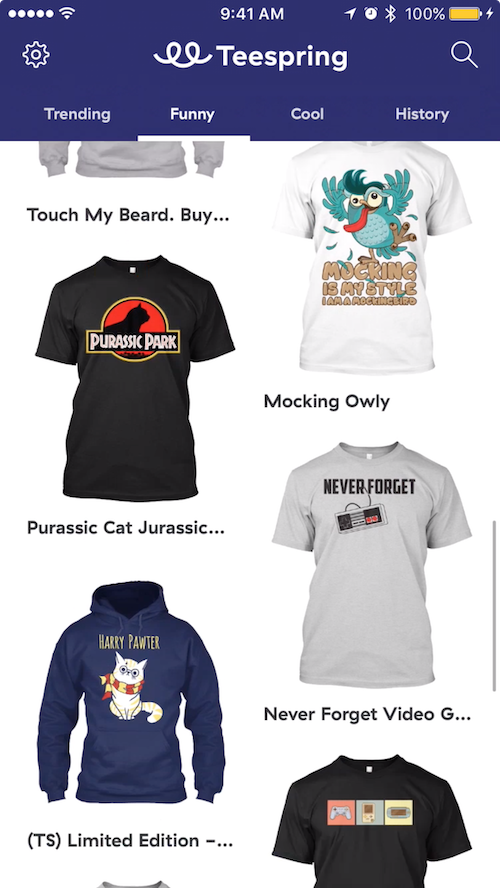 9:41 AM
100%
Teespring
Trending
Funny
Cool
History
Touch My Beard. Buy...
PURASSIC PARK
Purassic Cat Jurassic...
HARRY PAWTER
(TS) Limited Edition –...
MOCKING
IS MY STYLE
I AM A MOCKINGBIRD
Mocking Owly
NEVER FORGET
Never Forget Video G...